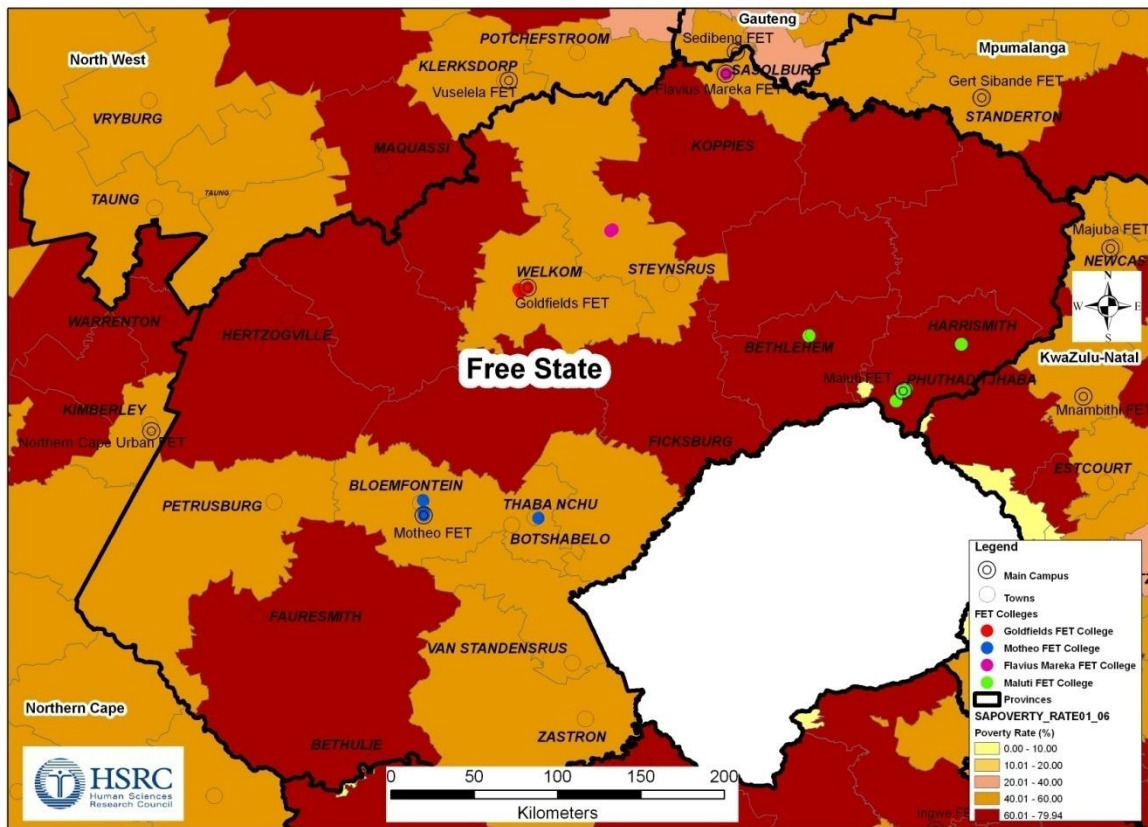 Gauteng
POTCHEFSTROOM
Sedibeng FET
Mpumalanga
North West
KLERKSDORP
SASOLBURG
Vuselela FET
Flavius Mareka FET
Gert Sibande FET
STANDERTON
VRYBURG
KOPPIES
MAQUASSI
TAUNG
TAUNG
Majuba FET
NEWCAS
WELKOM
STEYNSRUS
Goldfields FET
N
W E
S
WARRENTON
HERTZOGVILLE
HARRISMITH
BETHLEHEM
Free State
KwaZulu-Natal
Maluti FET
PHUTHADITJHABA
Mnambithi FET
KIMBERLEY
Northern Cape Urban FET
FICKSBURG
ESTCOURT
BLOEMFONTEIN
PETRUSBURG
THABA NCHU
Motheo FET
BOTSHABELO
FAURESMITH
VAN STANDENSRUS
Northern Cape
ZASTRON
BETHULIE
Legend
Main Campus
Towns
FET Colleges
Goldfields FET College
Motheo FET College
Flavius Mareka FET College
Maluti FET College
Provinces
SAPOVERTY_RATE01_06
Poverty Rate (%)
0.00 - 10.00
10.01 - 20.00
20.01 - 40.00
40.01 - 60.00
60.01 - 79.94
HSRC
Human Sciences
Research Council
0 50 100 150 200
Kilometers